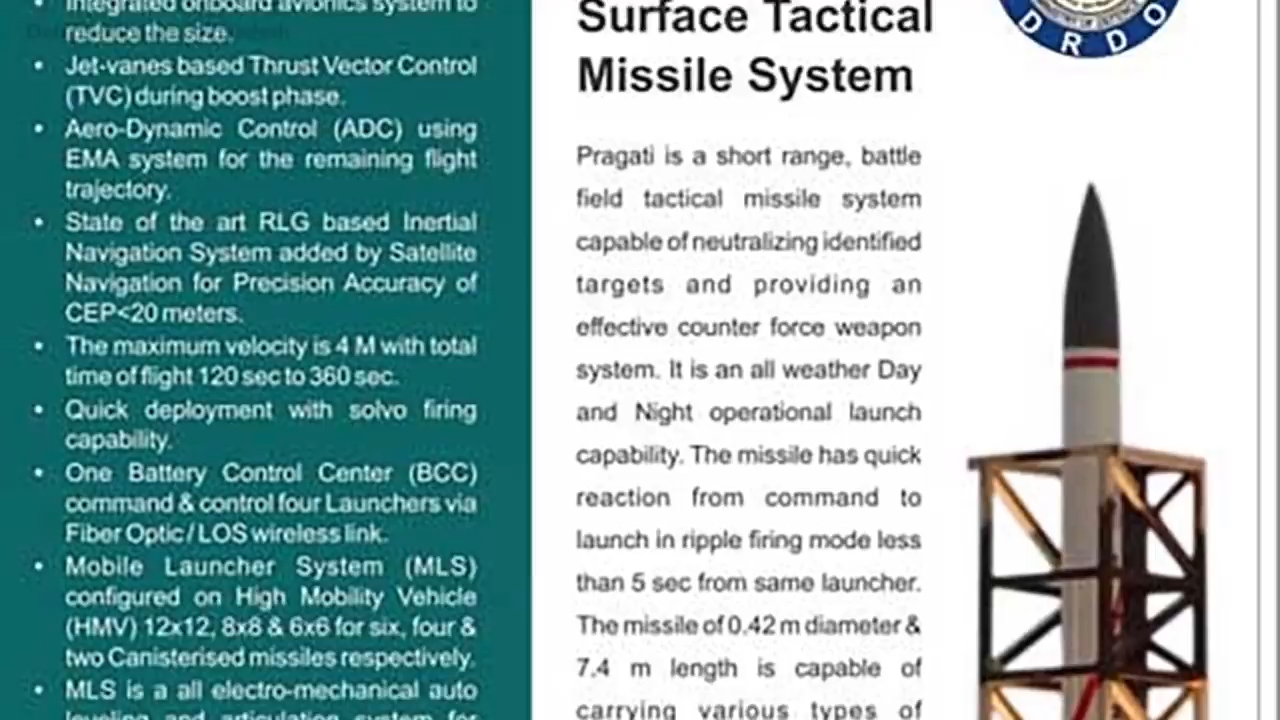 Integrated onboard avionics system to
reduce the size.
• Jet-vanes based Thrust Vector Control
(TVC) during boost phase.
• Aero-Dynamic Control (ADC) using
EMA system for the remaining flight
trajectory.
• State of the art RLG based Inertial
Navigation System added by Satellite
Navigation for Precision Accuracy of
CEP<20 meters.
• The maximum velocity is 4 M with total
time of flight 120 sec to 360 sec.
• Quick deployment with solvo firing
capability.
• One Battery Control Center (BCC)
command & control four Launchers via
Fiber Optic / LOS wireless link.
• Mobile Launcher System (MLS)
configured on High Mobility Vehicle
(HMV) 12x12, 8x8 & 6x6 for six, four &
two Canisterised missiles respectively.
• MLS is a all electro-mechanical auto
leveling and articulation system for
Surface Tactical
Missile System
Pragati is a short range, battle
field tactical missile system
capable of neutralizing identified
targets and providing an
effective counter force weapon
system. It is an all weather Day
and Night operational launch
capability. The missile has quick
reaction from command to
launch in ripple firing mode less
than 5 sec from same launcher.
The missile of 0.42 m diameter &
7.4 m length is capable of
carrying various types of
DRDO